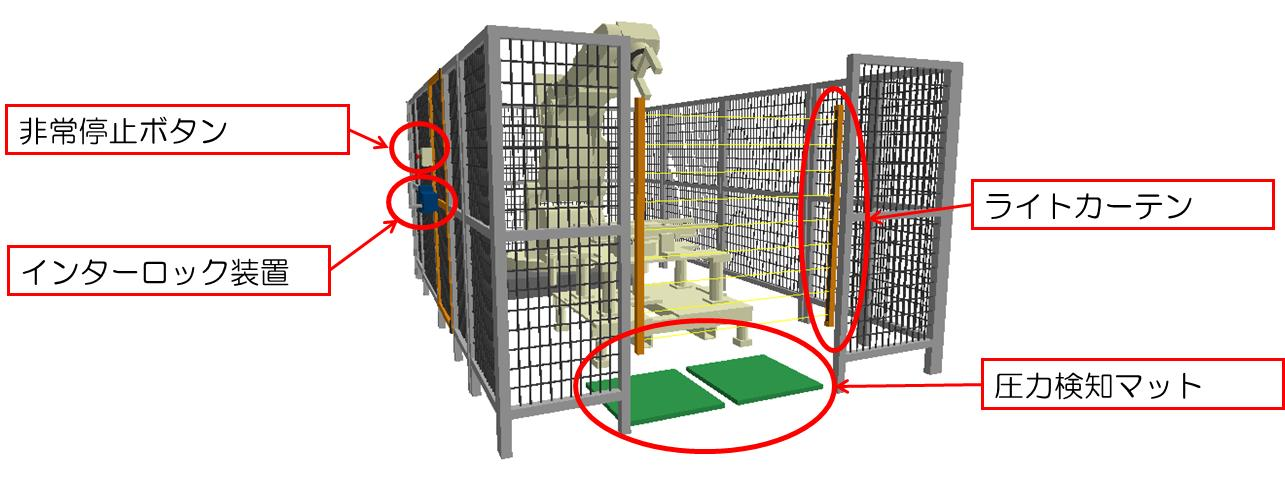 非常停止ボタン
インターロック装置
ライトカーテン
圧力検知マット